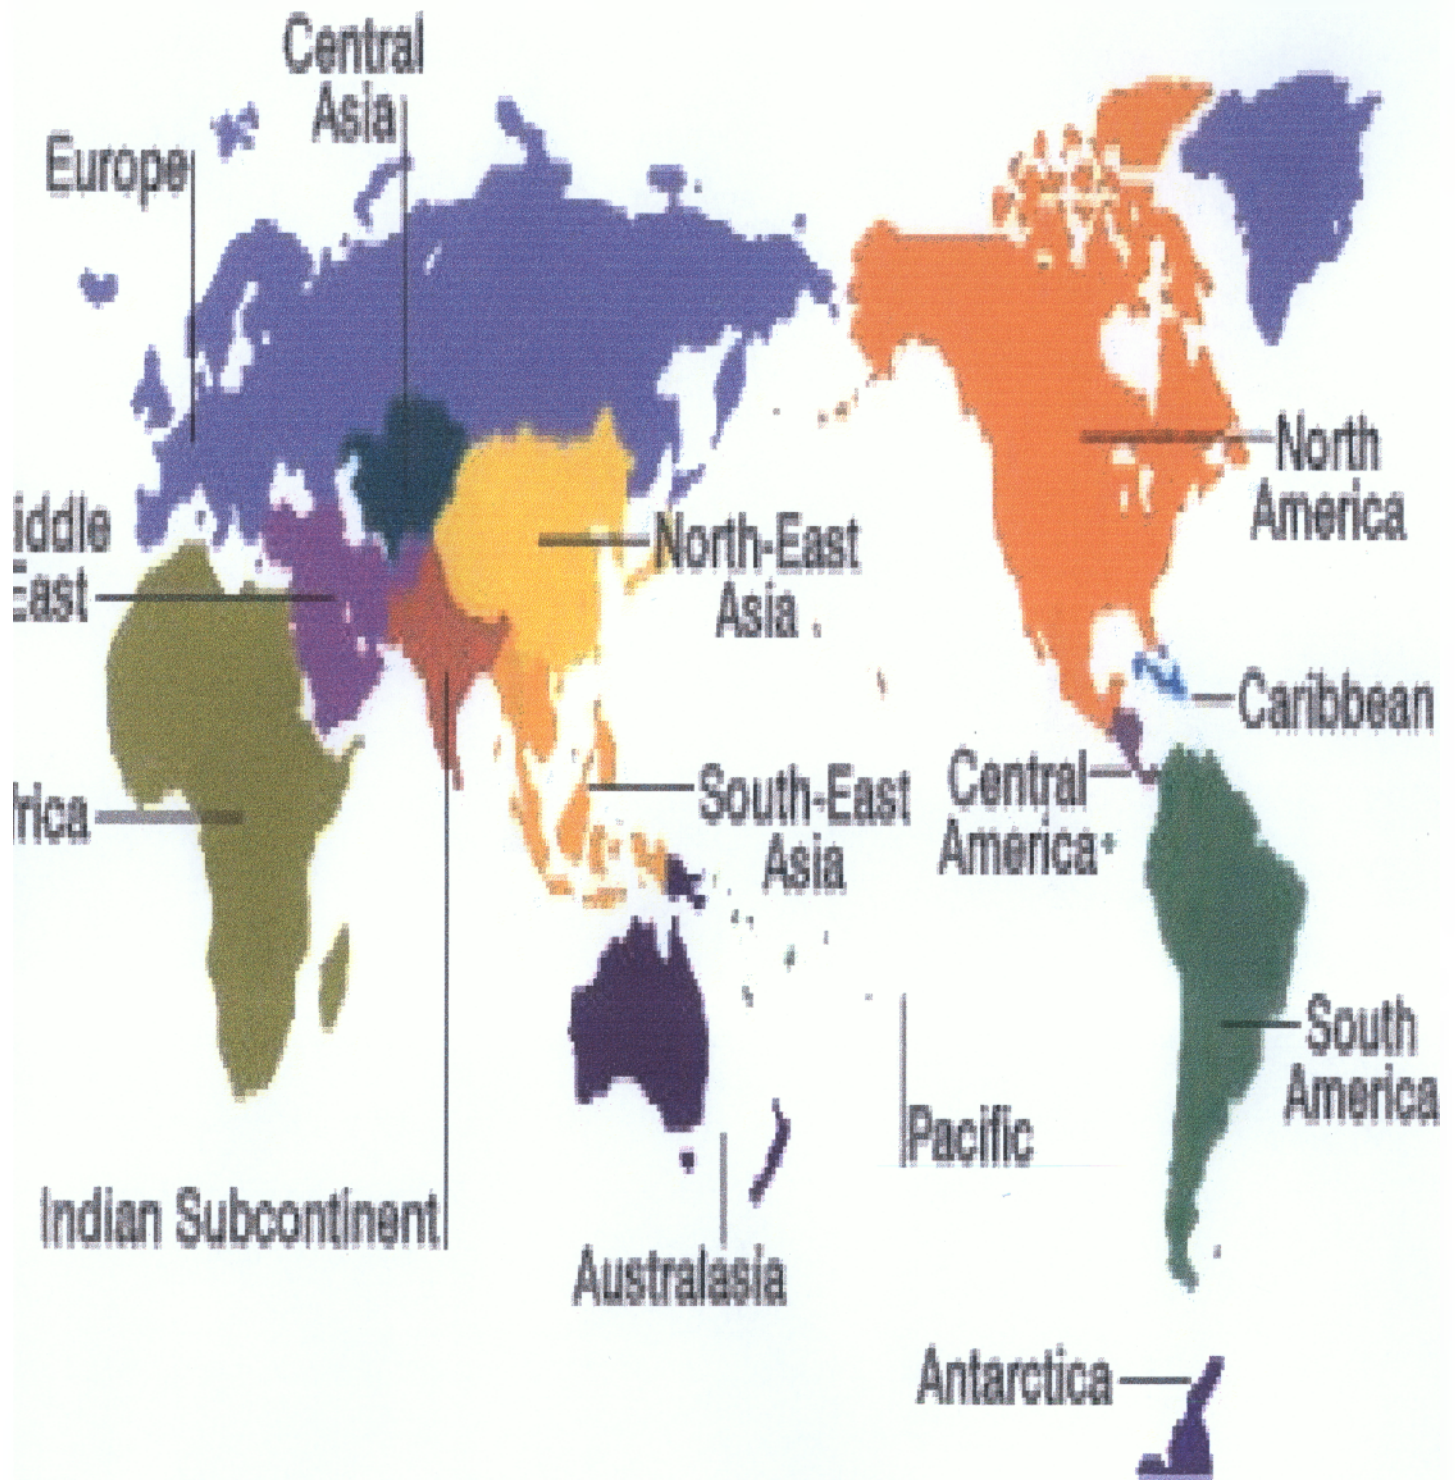 Central
Asia
Europe
iddle
East
North-East
Asia
North
America
Caribbean
Central
America
South-East
Asia
rica
South
America
Pacific
Indian Subcontinent
Australasia
Antarctica